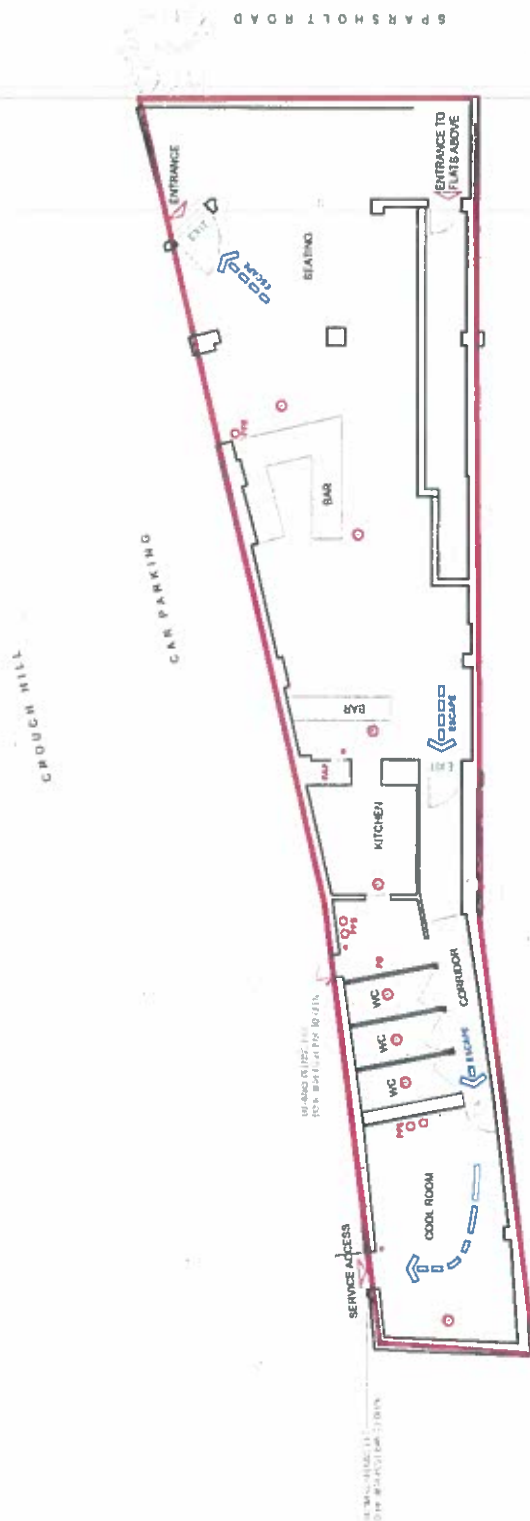 SPARSHOLT ROAD
ENTRANCE TO
FLATS ABOVE
ENTRANCE
EXIT
ESCAPE
SEATING
BAR
CAR PARKING
CROUCH HILL
BAR
ESCAPE
EXIT
KITCHEN
WC
WC
WC
CORRIDOR
ESCAPE
COOL ROOM
SERVICE ACCESS